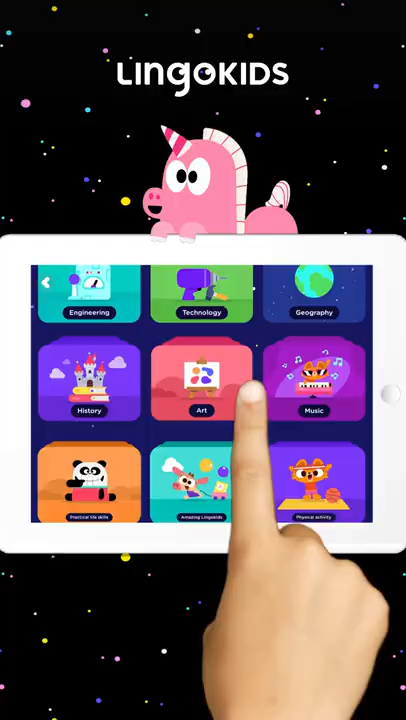 LINGOKIDS
Engineering
Technology
Geography
History
Art
Music
Practical life skills
Amazing Lingokids
Physical activity